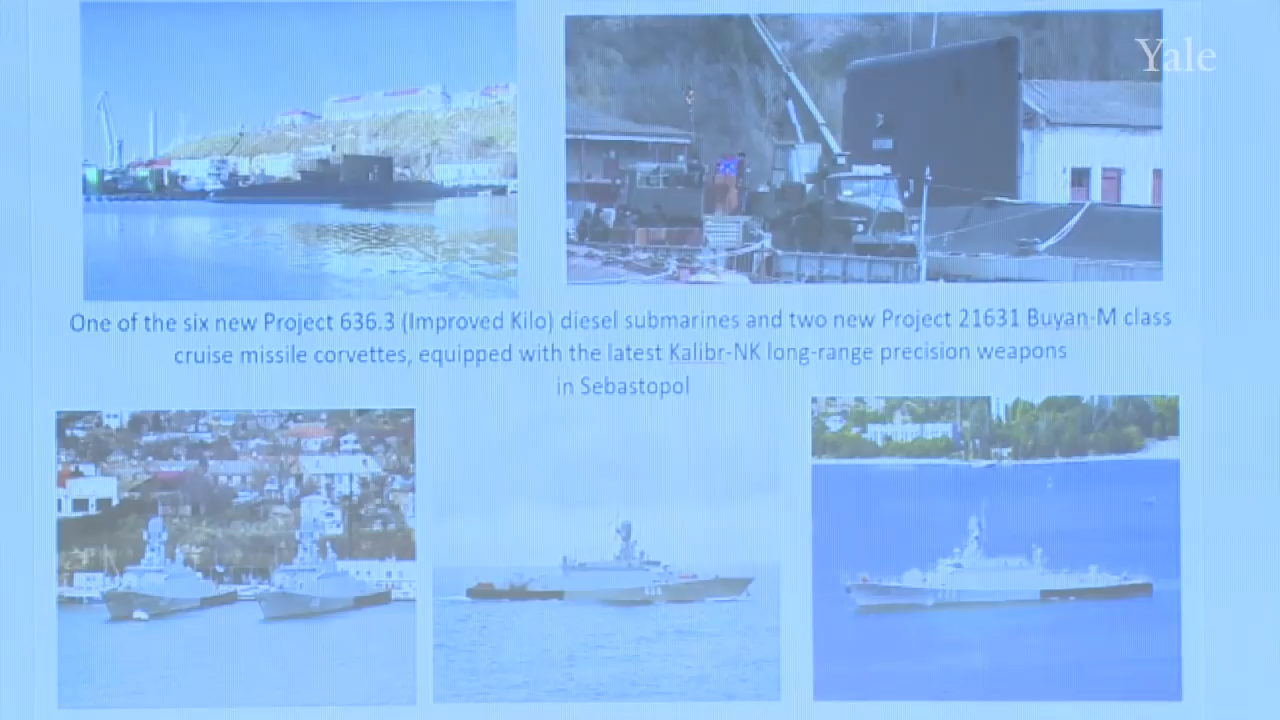 Yale
One of the six new Project 636.3 (Improved Kilo) diesel submarines and two new Project 21631 Buyan-M class
cruise missile corvettes, equipped with the latest Kalibr-NK long-range precision weapons
in Sebastopol